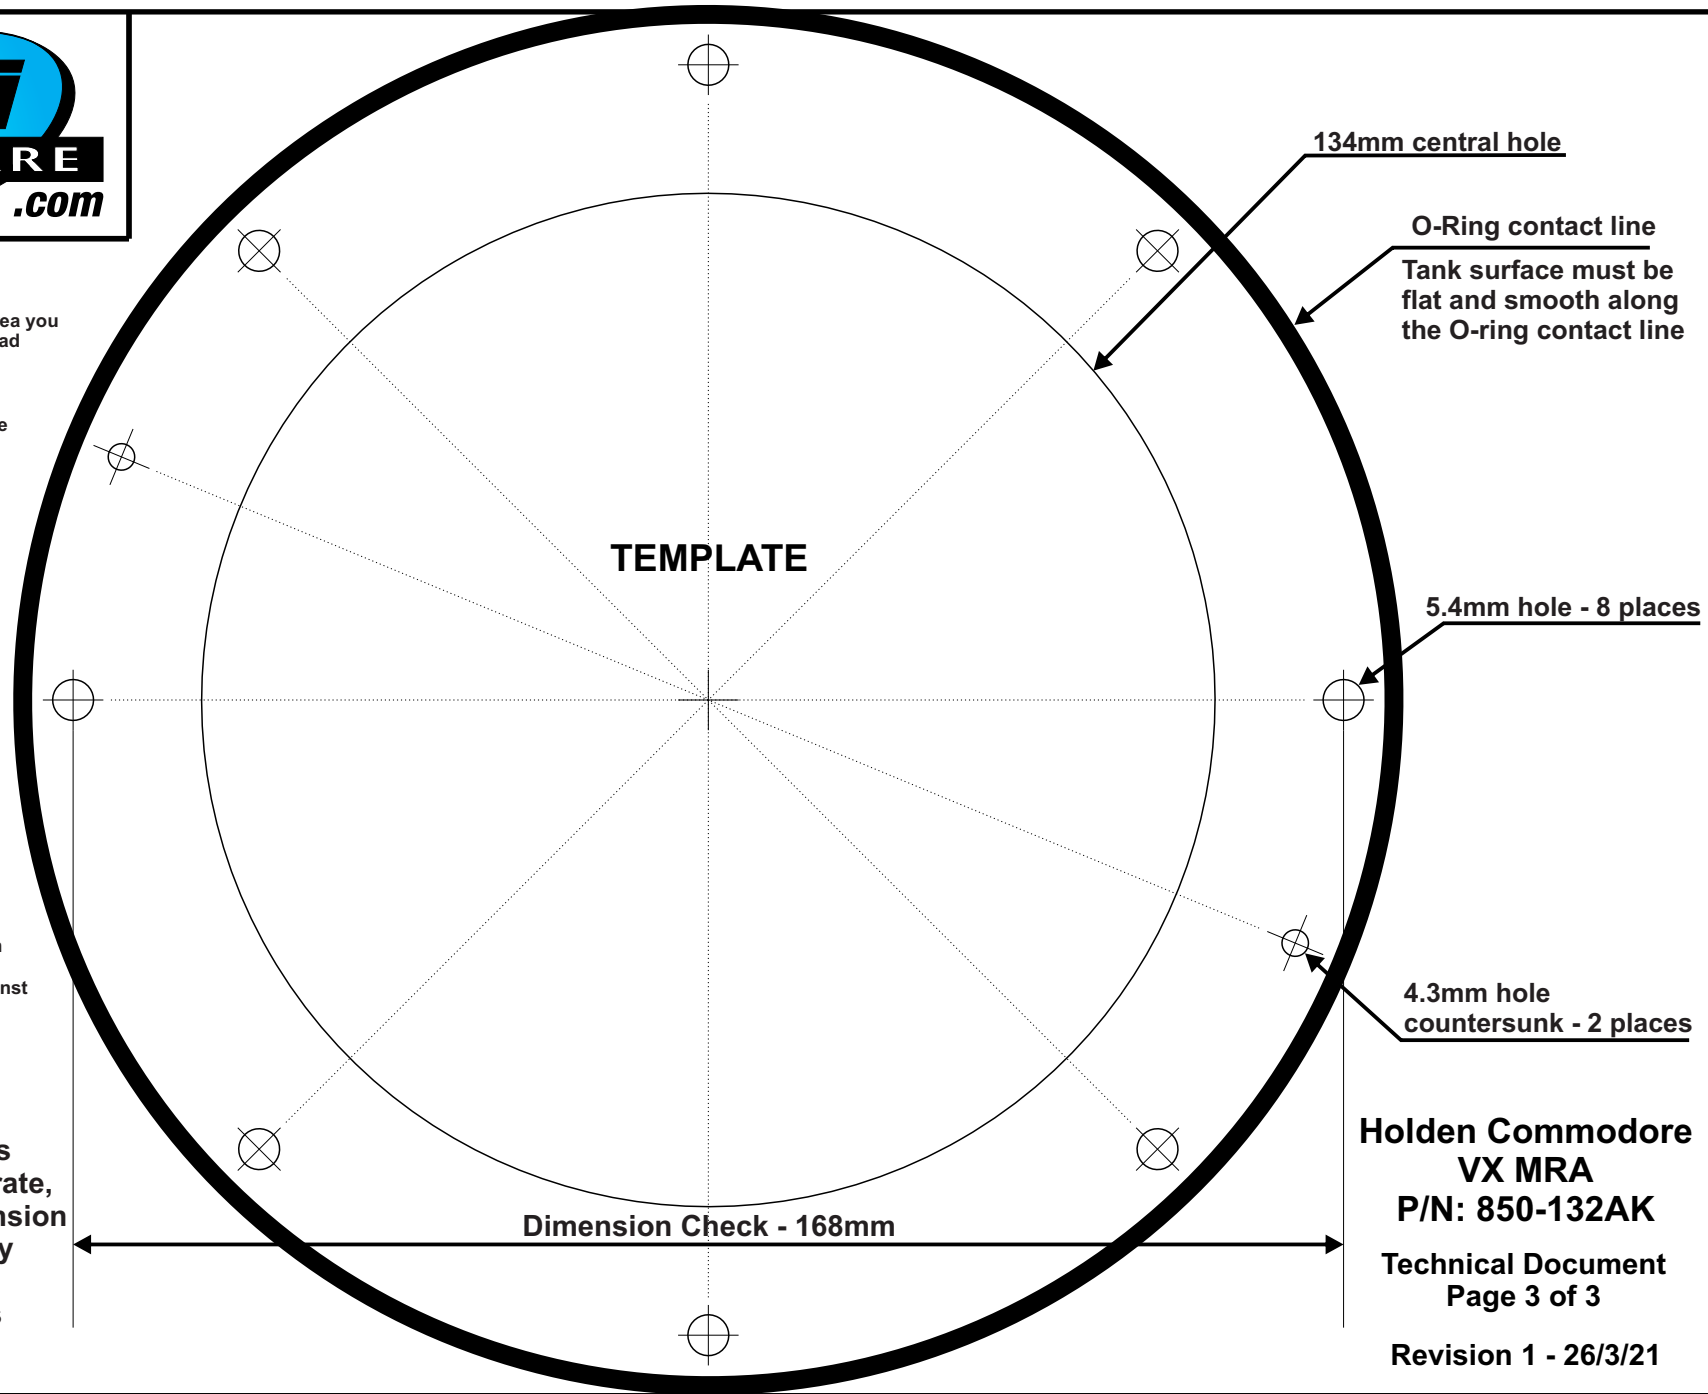 .com
134mm central hole
O-Ring contact line
Tank surface must be
flat and smooth along
the O-ring contact line
you
TEMPLATE
5.4mm hole - 8 places
4.3mm hole
countersunk - 2 places
Dimension Check - 168mm
Holden Commodore
VX MRA
P/N: 850-132AK
Technical Document
Page 3 of 3
Revision 1 - 26/3/21